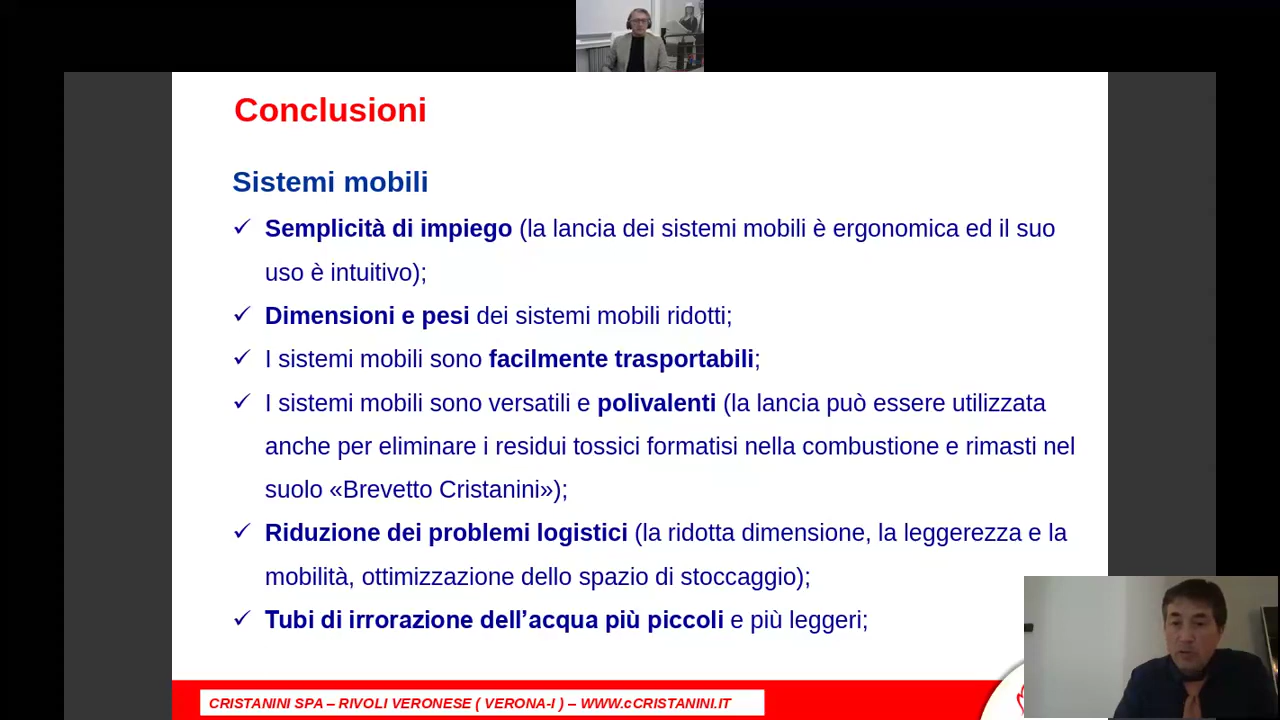 Conclusioni
Sistemi mobili
✓ Semplicità di impiego (la lancia dei sistemi mobili è ergonomica ed il suo
uso è intuitivo);
✓ Dimensioni e pesi dei sistemi mobili ridotti;
✓ I sistemi mobili sono facilmente trasportabili;
✓ I sistemi mobili sono versatili e polivalenti (la lancia può essere utilizzata
anche per eliminare i residui tossici formatisi nella combustione e rimasti nel
suolo «Brevetto Cristanini»);
✓ Riduzione dei problemi logistici (la ridotta dimensione, la leggerezza e la
mobilità, ottimizzazione dello spazio di stoccaggio);
✓ Tubi di irrorazione dell’acqua più piccoli e più leggeri;
CRISTANINI SPA – RIVOLI VERONESE ( VERONA-I ) – WWW.cCRISTANINI.IT